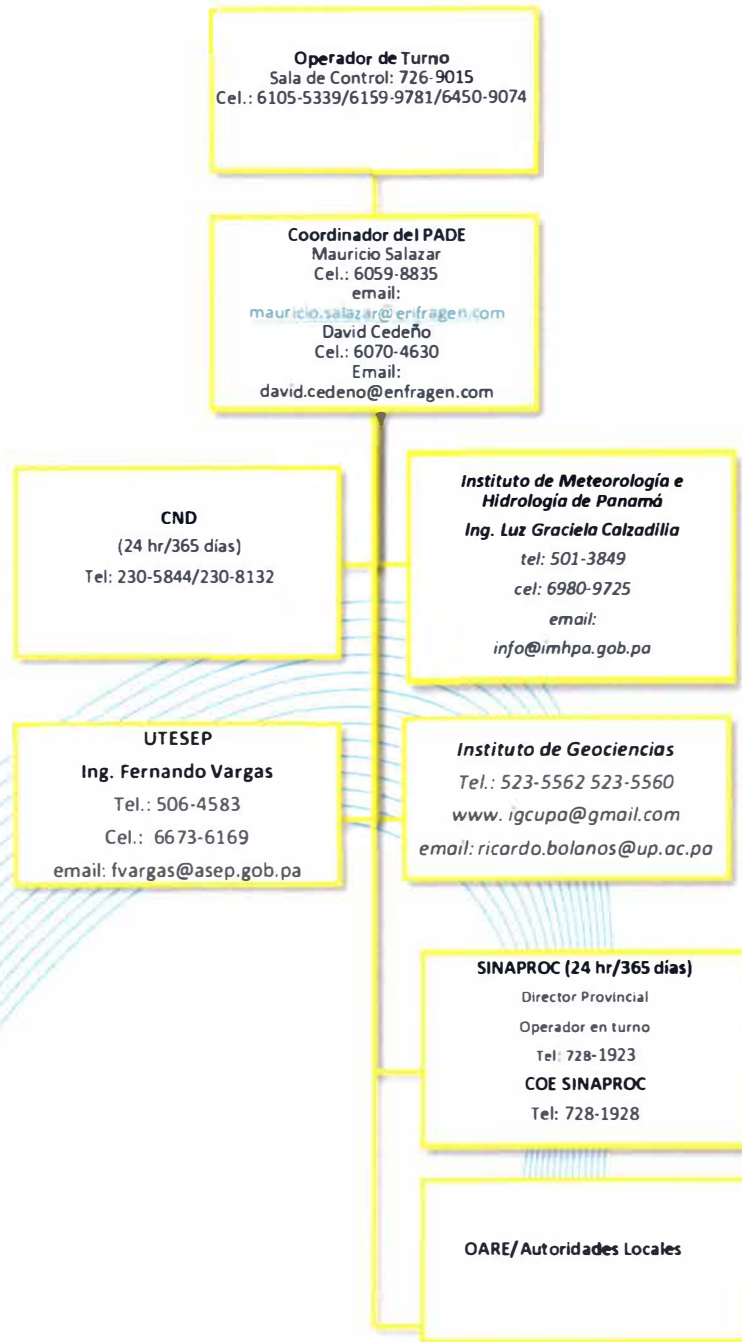 Operador de Turno
Sala de Control: 726-9015
Cel.: 6105-5339/6159-9781/6450-9074
Coordinador del PADE
Mauricio Salazar
Cel.: 6059-8835
email:
mauricio.salazar@enfragen.com
David Cedeño
Cel.: 6070-4630
Email:
david.cedeno@enfragen.com
CND
(24 hr/365 días)
Tel: 230-5844/230-8132
Instituto de Meteorología e
Hidrología de Panamá
Ing. Luz Graciela Calzadilla
tel: 501-3849
cel: 6980-9725
email:
info@imhpa.gob.pa
UTESEP
Ing. Fernando Vargas
Tel.: 506-4583
Cel.: 6673-6169
email: fvargas@asep.gob.pa
Instituto de Geociencias
Tel.: 523-5562 523-5560
www. igcupa@gmail.com
email: ricardo.bolanos@up.ac.pa
SINAPROC (24 hr/365 días)
Director Provincial
Operador en turno
Tel: 728-1923
COE SINAPROC
Tel: 728-1928
OARE/Autoridades Locales